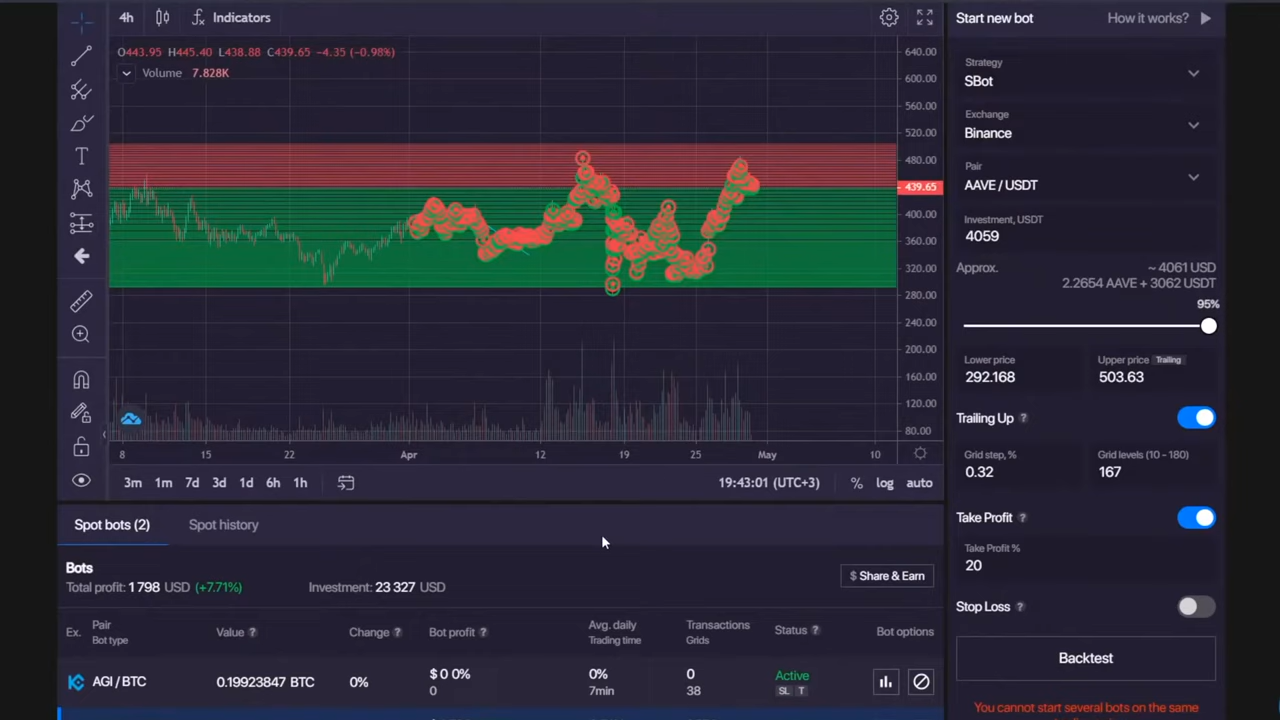 4h Indicators
Start new bot How it works?
O443.95 H445.40 L438.88 C439.65 −4.35 (−0.98%)
Volume 7.828K
640.00
600.00
560.00
520.00
480.00
439.65
400.00
360.00
320.00
280.00
240.00
200.00
160.00
120.00
80.00
8 15 22 Apr 12 19 25 May 10
3m 1m 7d 3d 1d 6h 1h
19:43:01 (UTC+3) % log auto
Strategy
SBot
Exchange
Binance
Pair
AAVE / USDT
Investment, USDT
4059
Approx. ~ 4061 USD
2.2654 AAVE + 3062 USDT
95%
Lower price Upper price Trailing
292.168 503.63
Trailing Up ?
Grid step, % Grid levels (10 - 180)
0.32 167
Take Profit ?
Take Profit %
20
Stop Loss ?
Backtest
You cannot start several bots on the same
Spot bots (2) Spot history
Bots
Total profit: 1 798 USD (+7.71%) Investment: 23 327 USD
$ Share & Earn
Ex. Pair Value ? Change ? Bot profit ? Avg. daily Transactions Status ? Bot options
Bot type Trading time Grids
AGI / BTC 0.19923847 BTC 0% $ 0 0% 0% 0 Active
0 7min 38 SL T